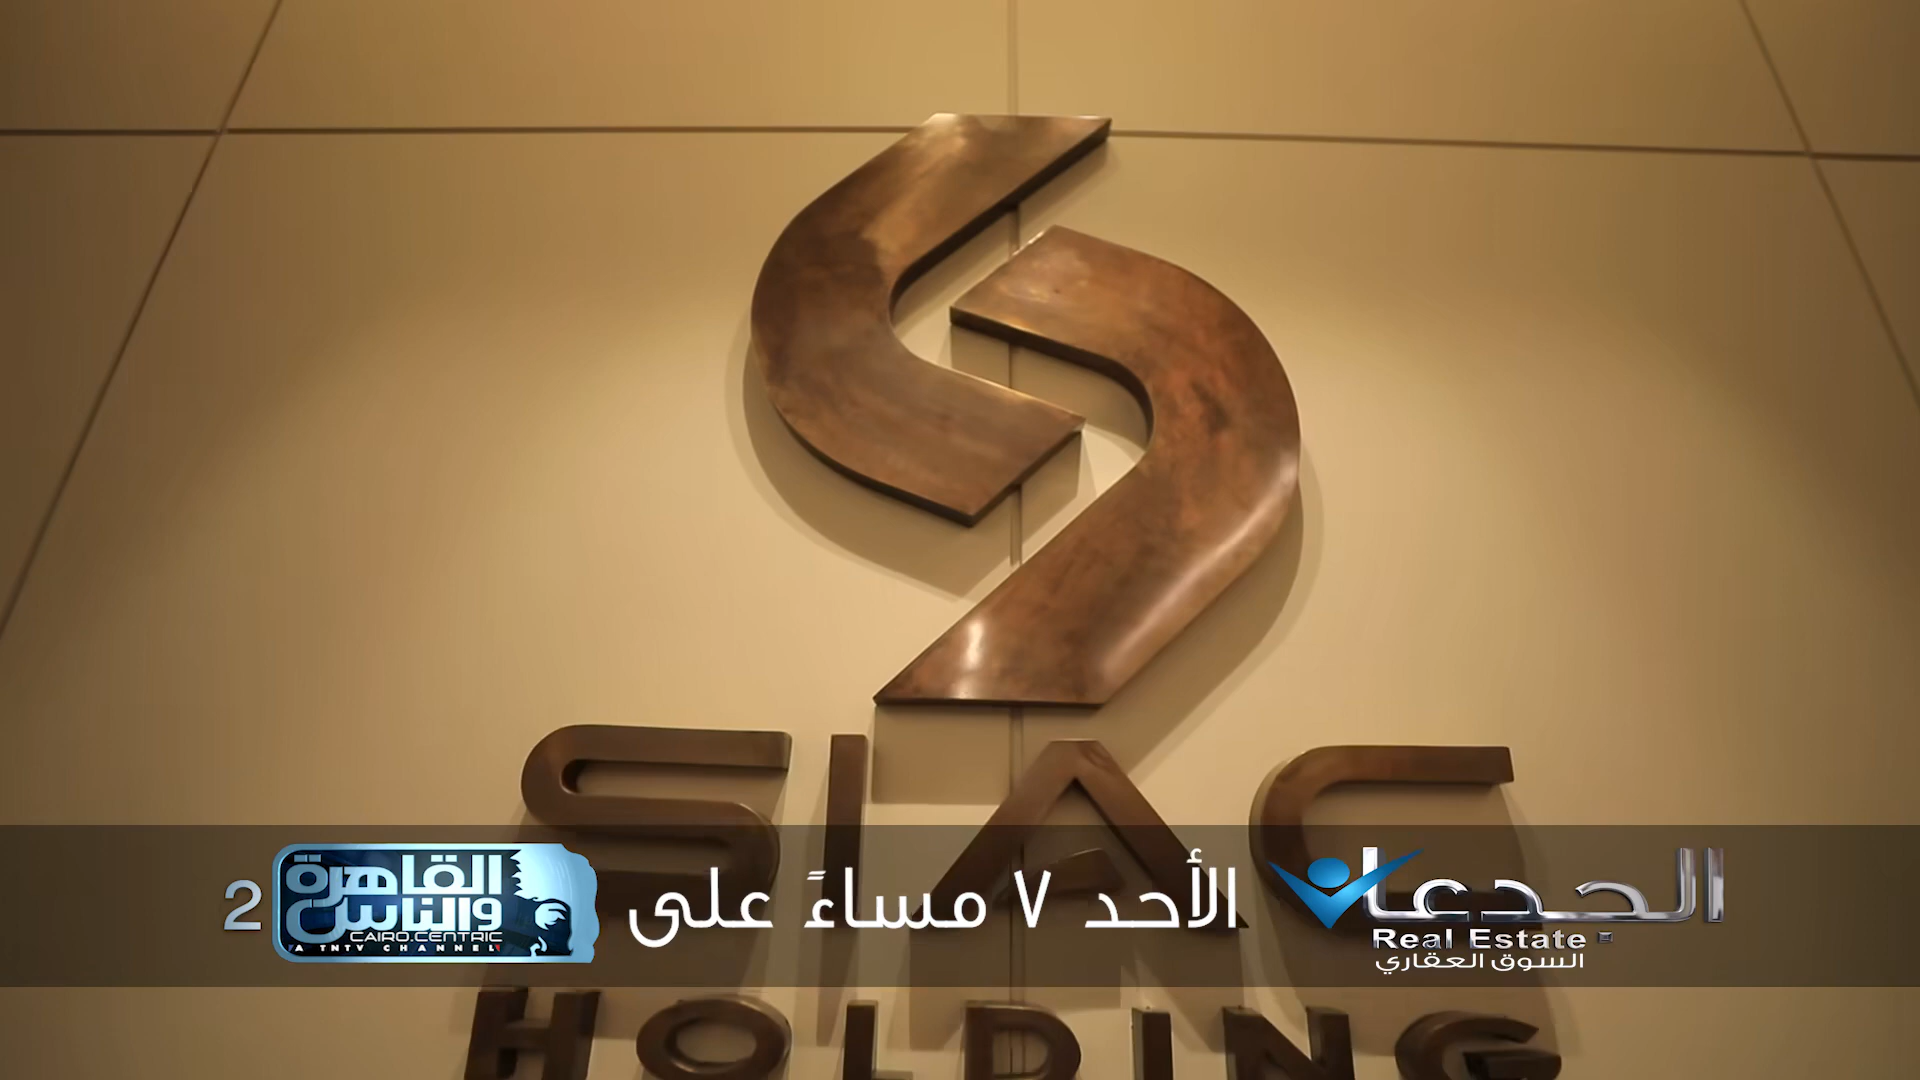 SIAC
HOLDING
الجدعان
Real Estate
السوق العقاري
الأحد ٧ مساءً على
القاهرة
والناس
CAIRO.CENTRIC
A TNTV CHANNEL
2